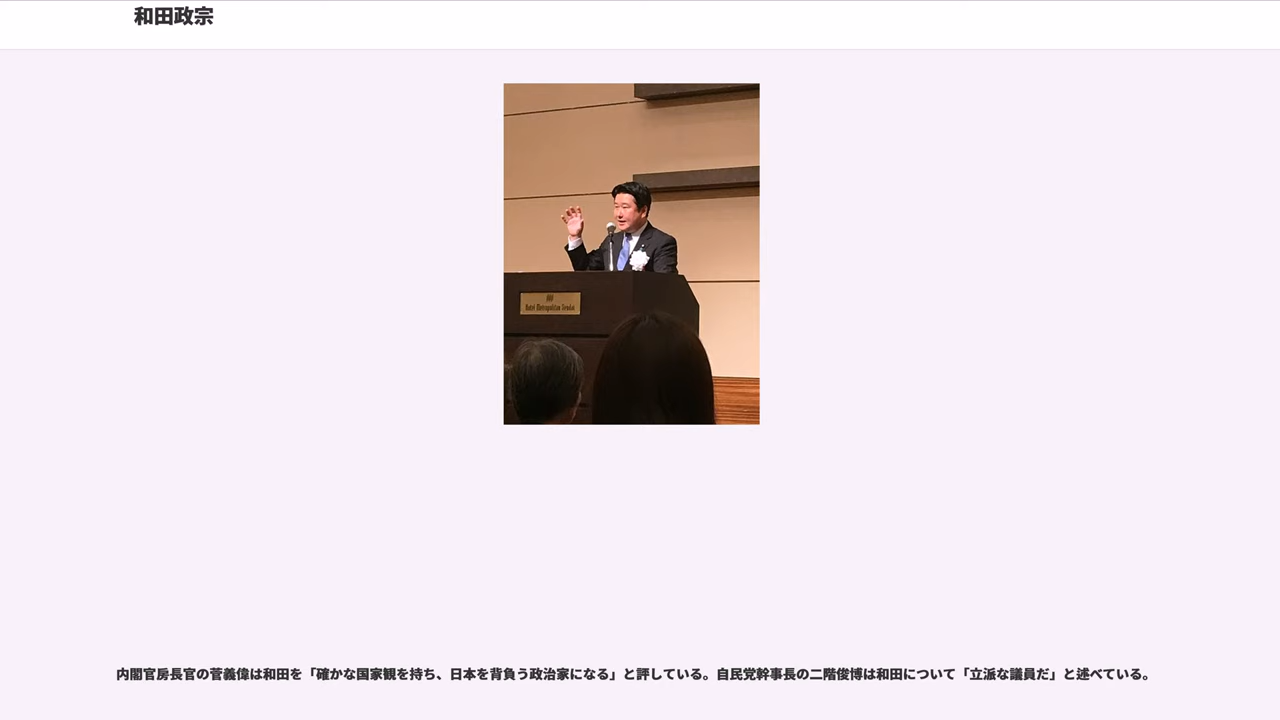 和田政宗
Hotel Metropolitan Sendai
内閣官房長官の菅義偉は和田を「確かな国家観を持ち、日本を背負う政治家になる」と評している。自民党幹事長の二階俊博は和田について「立派な議員だ」と述べている。